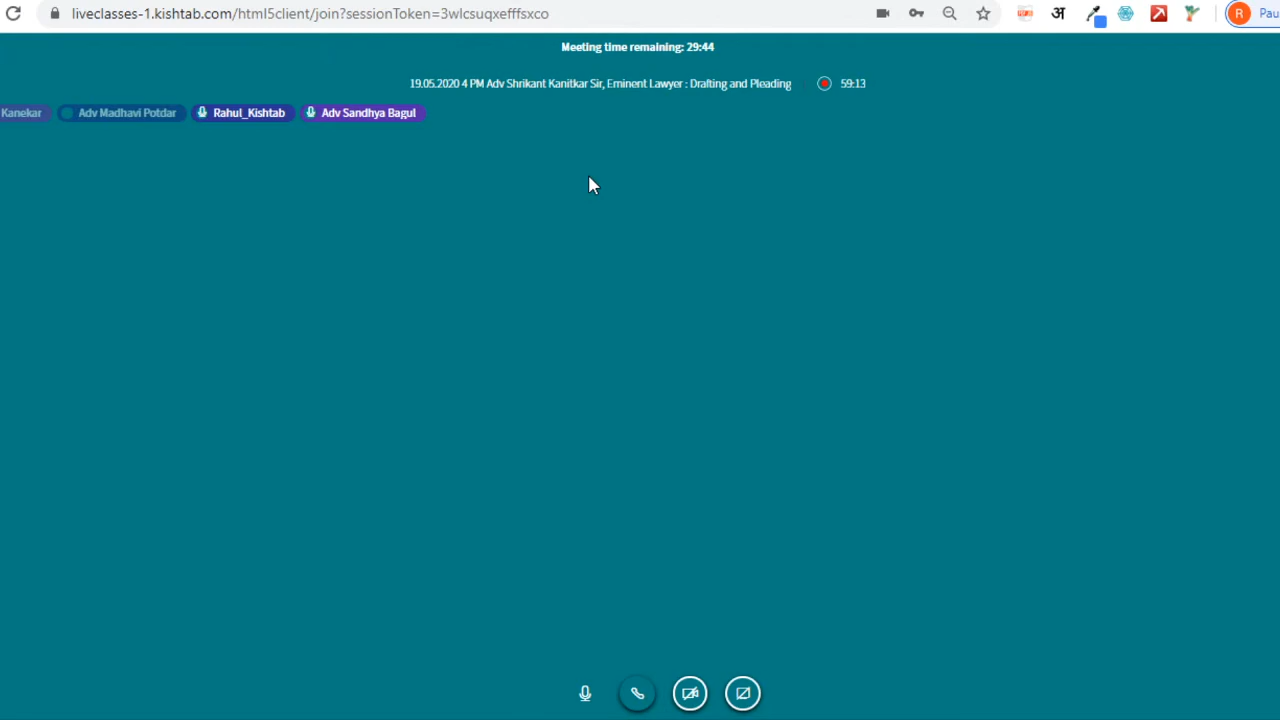 liveclasses-1.kishtab.com/html5client/join?sessionToken=3wlcsuqxefffsxco
अ
R Pau
Meeting time remaining: 29:44
19.05.2020 4 PM Adv Shrikant Kanitkar Sir, Eminent Lawyer : Drafting and Pleading 59:13
Kanekar Adv Madhavi Potdar Rahul_Kishtab Adv Sandhya Bagul